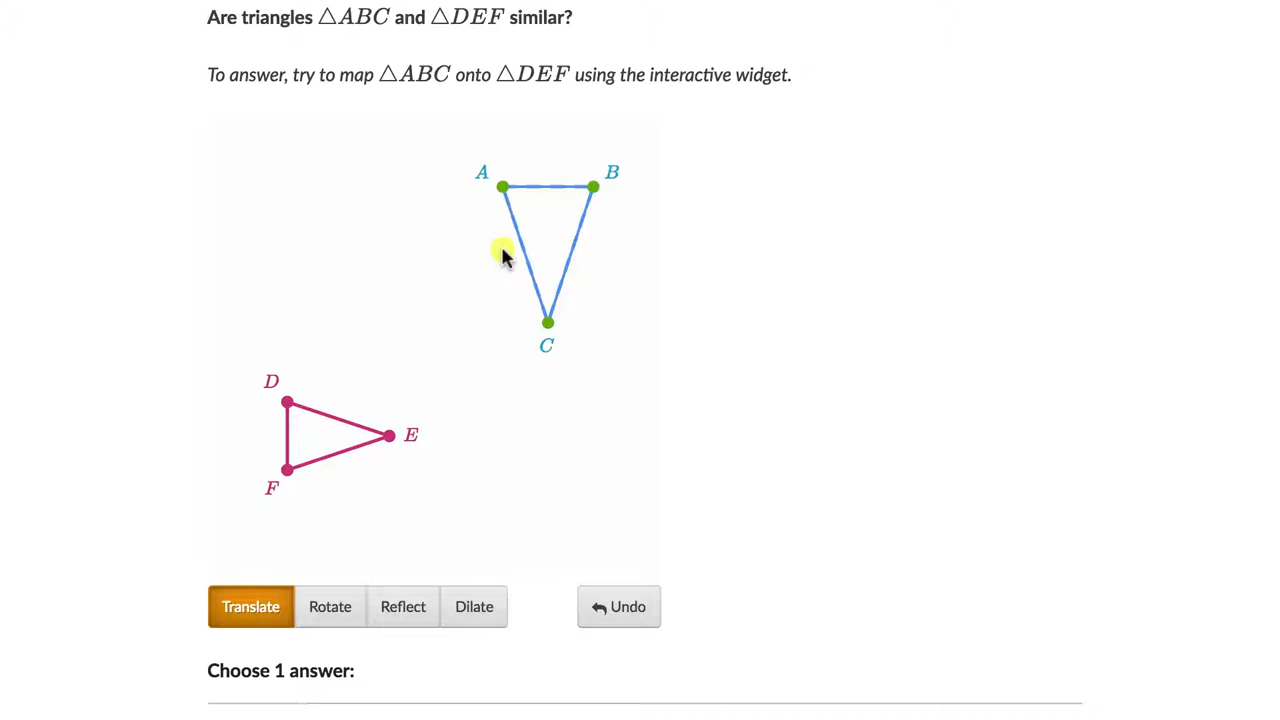 Are triangles △ABC and △DEF similar?
To answer, try to map △ABC onto △DEF using the interactive widget.
A
B
C
D
E
F
Translate Rotate Reflect Dilate Undo
Choose 1 answer: